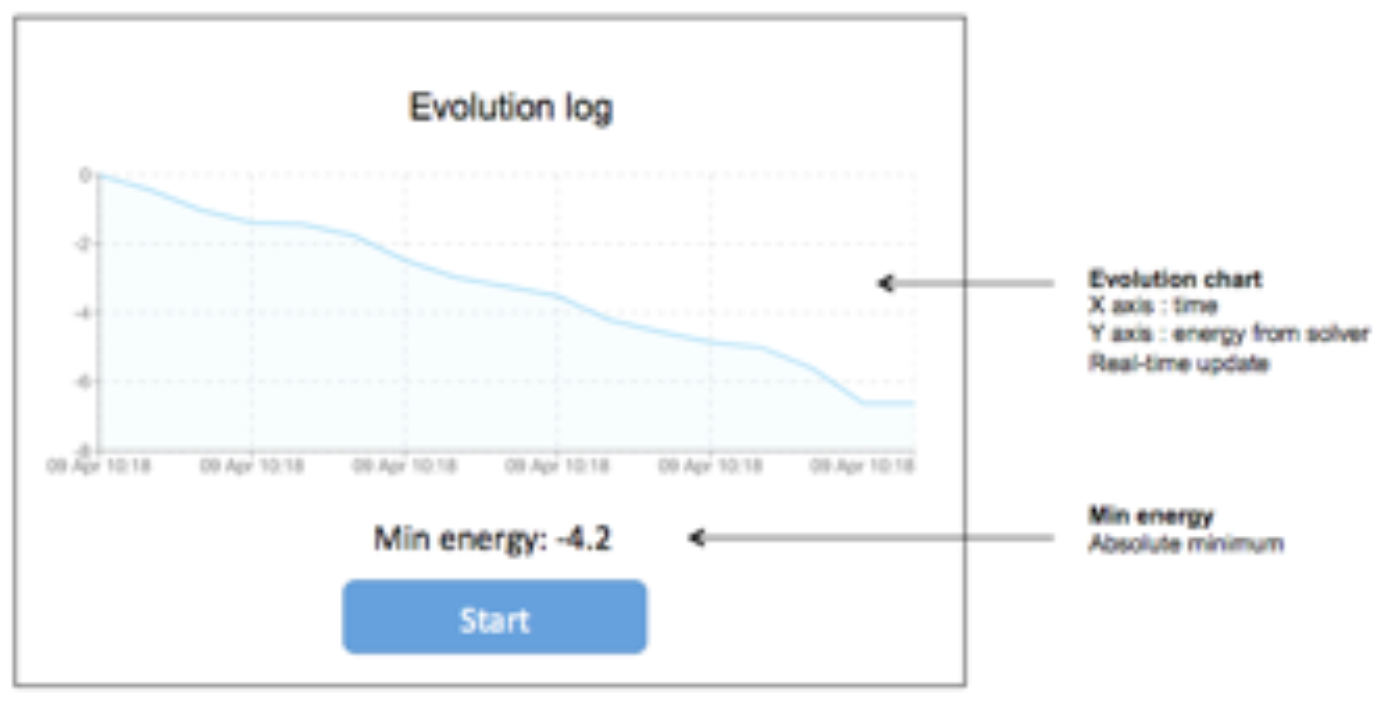 Evolution log
0
-2
-4
-6
-8
09 Apr 10:18 09 Apr 10:18 09 Apr 10:18 09 Apr 10:18 09 Apr 10:18 09 Apr 10:18
Evolution chart
X axis : time
Y axis : energy from solver
Real-time update
Min energy: -4.2
Min energy
Absolute minimum
Start